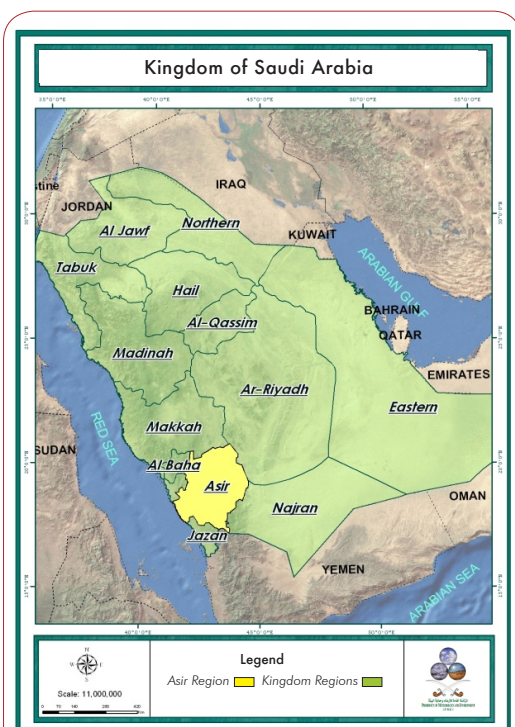 Kingdom of Saudi Arabia
35°0'0"E 40°0'0"E 45°0'0"E 50°0'0"E 55°0'0"E
IRAQ
JORDAN
Al Jawf
Northern
KUWAIT
Tabuk
ARABIAN GULF
Hail
BAHRAIN
Al-Qassim
QATAR
Madinah
EMIRATES
Ar-Riyadh
Eastern
RED SEA
Makkah
SUDAN
Al-Baha
Asir
OMAN
Najran
Jazan
YEMEN
ARABIAN SEA
40°0'0"E 45°0'0"E 50°0'0"E
N
Legend
Asir Region Kingdom Regions
Scale: 11,000,000